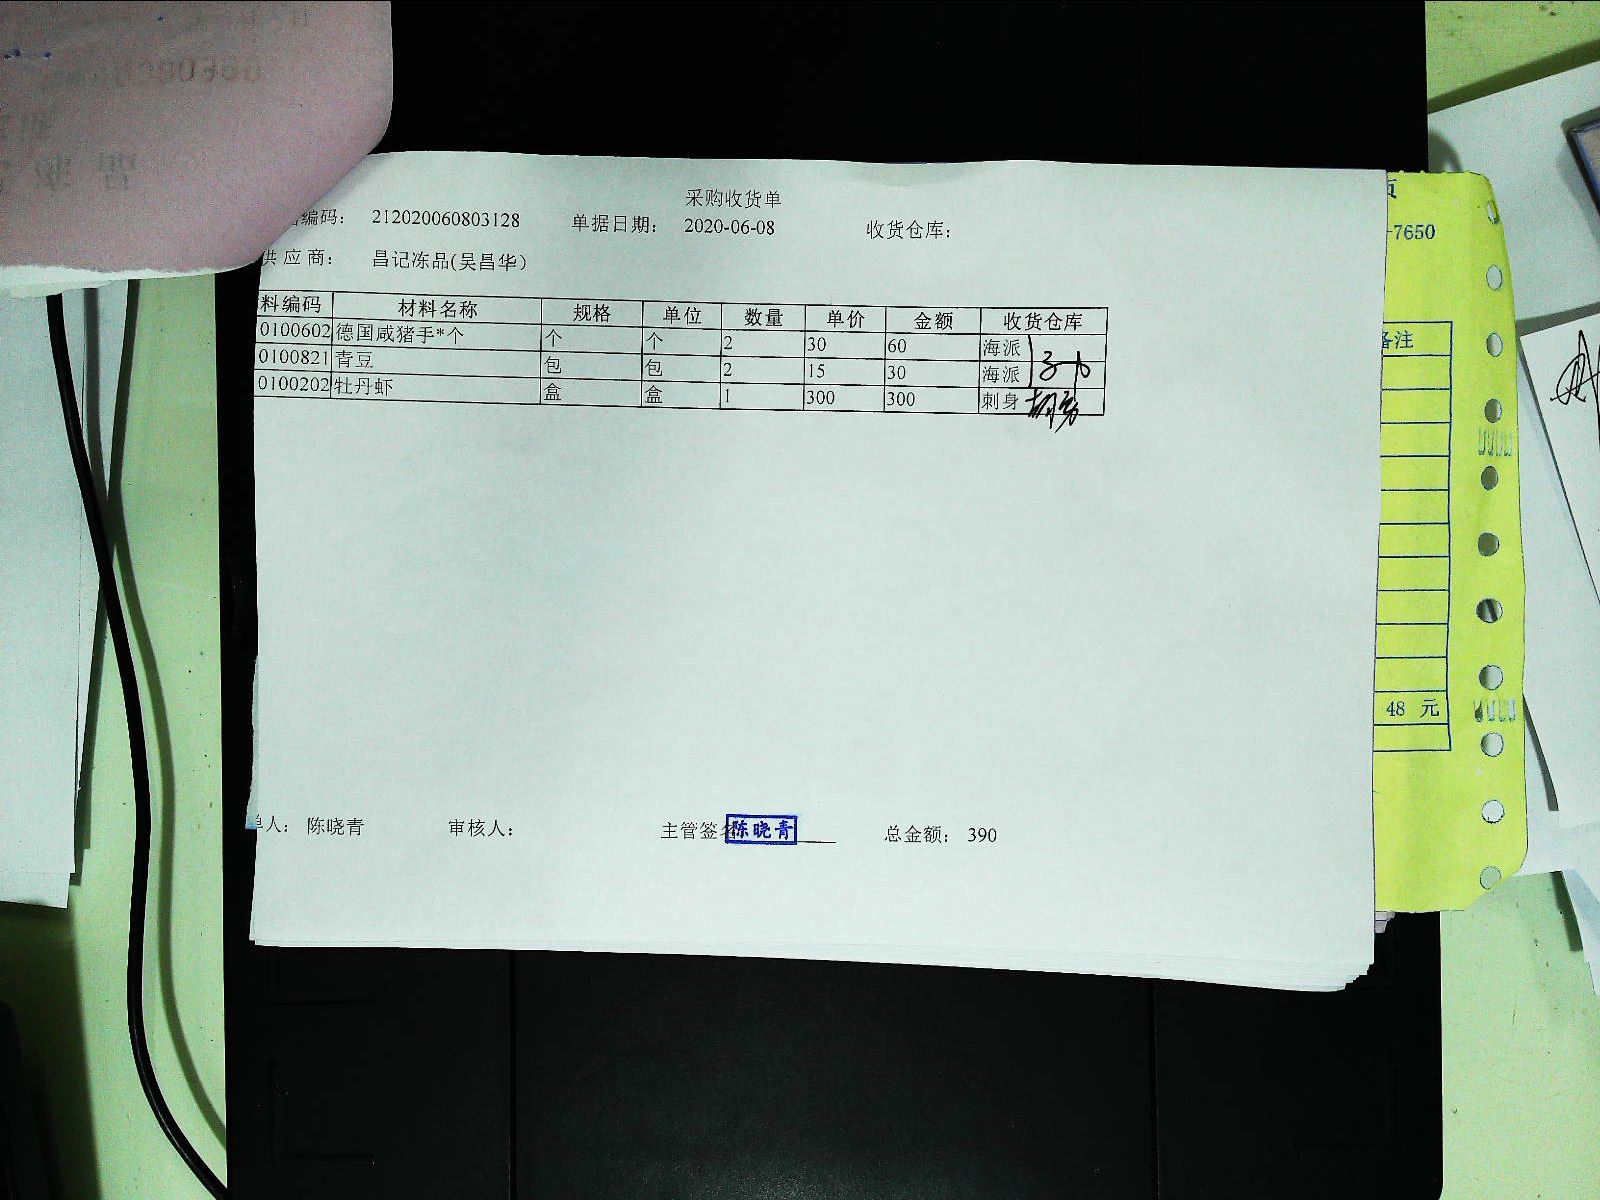 采购收货单
编码： 212020060803128 单据日期： 2020-06-08 收货仓库：
供应商： 昌记冻品(吴昌华)
料编码 材料名称 规格 单位 数量 单价 金额 收货仓库
0100602 德国咸猪手*个 个 个 2 30 60 海派
0100821 青豆 包 包 2 15 30 海派
0100202 牡丹虾 盒 盒 1 300 300 刺身
单人： 陈晓青 审核人： 主管签名 陈晓青 总金额： 390
页
-7650
备注
48 元